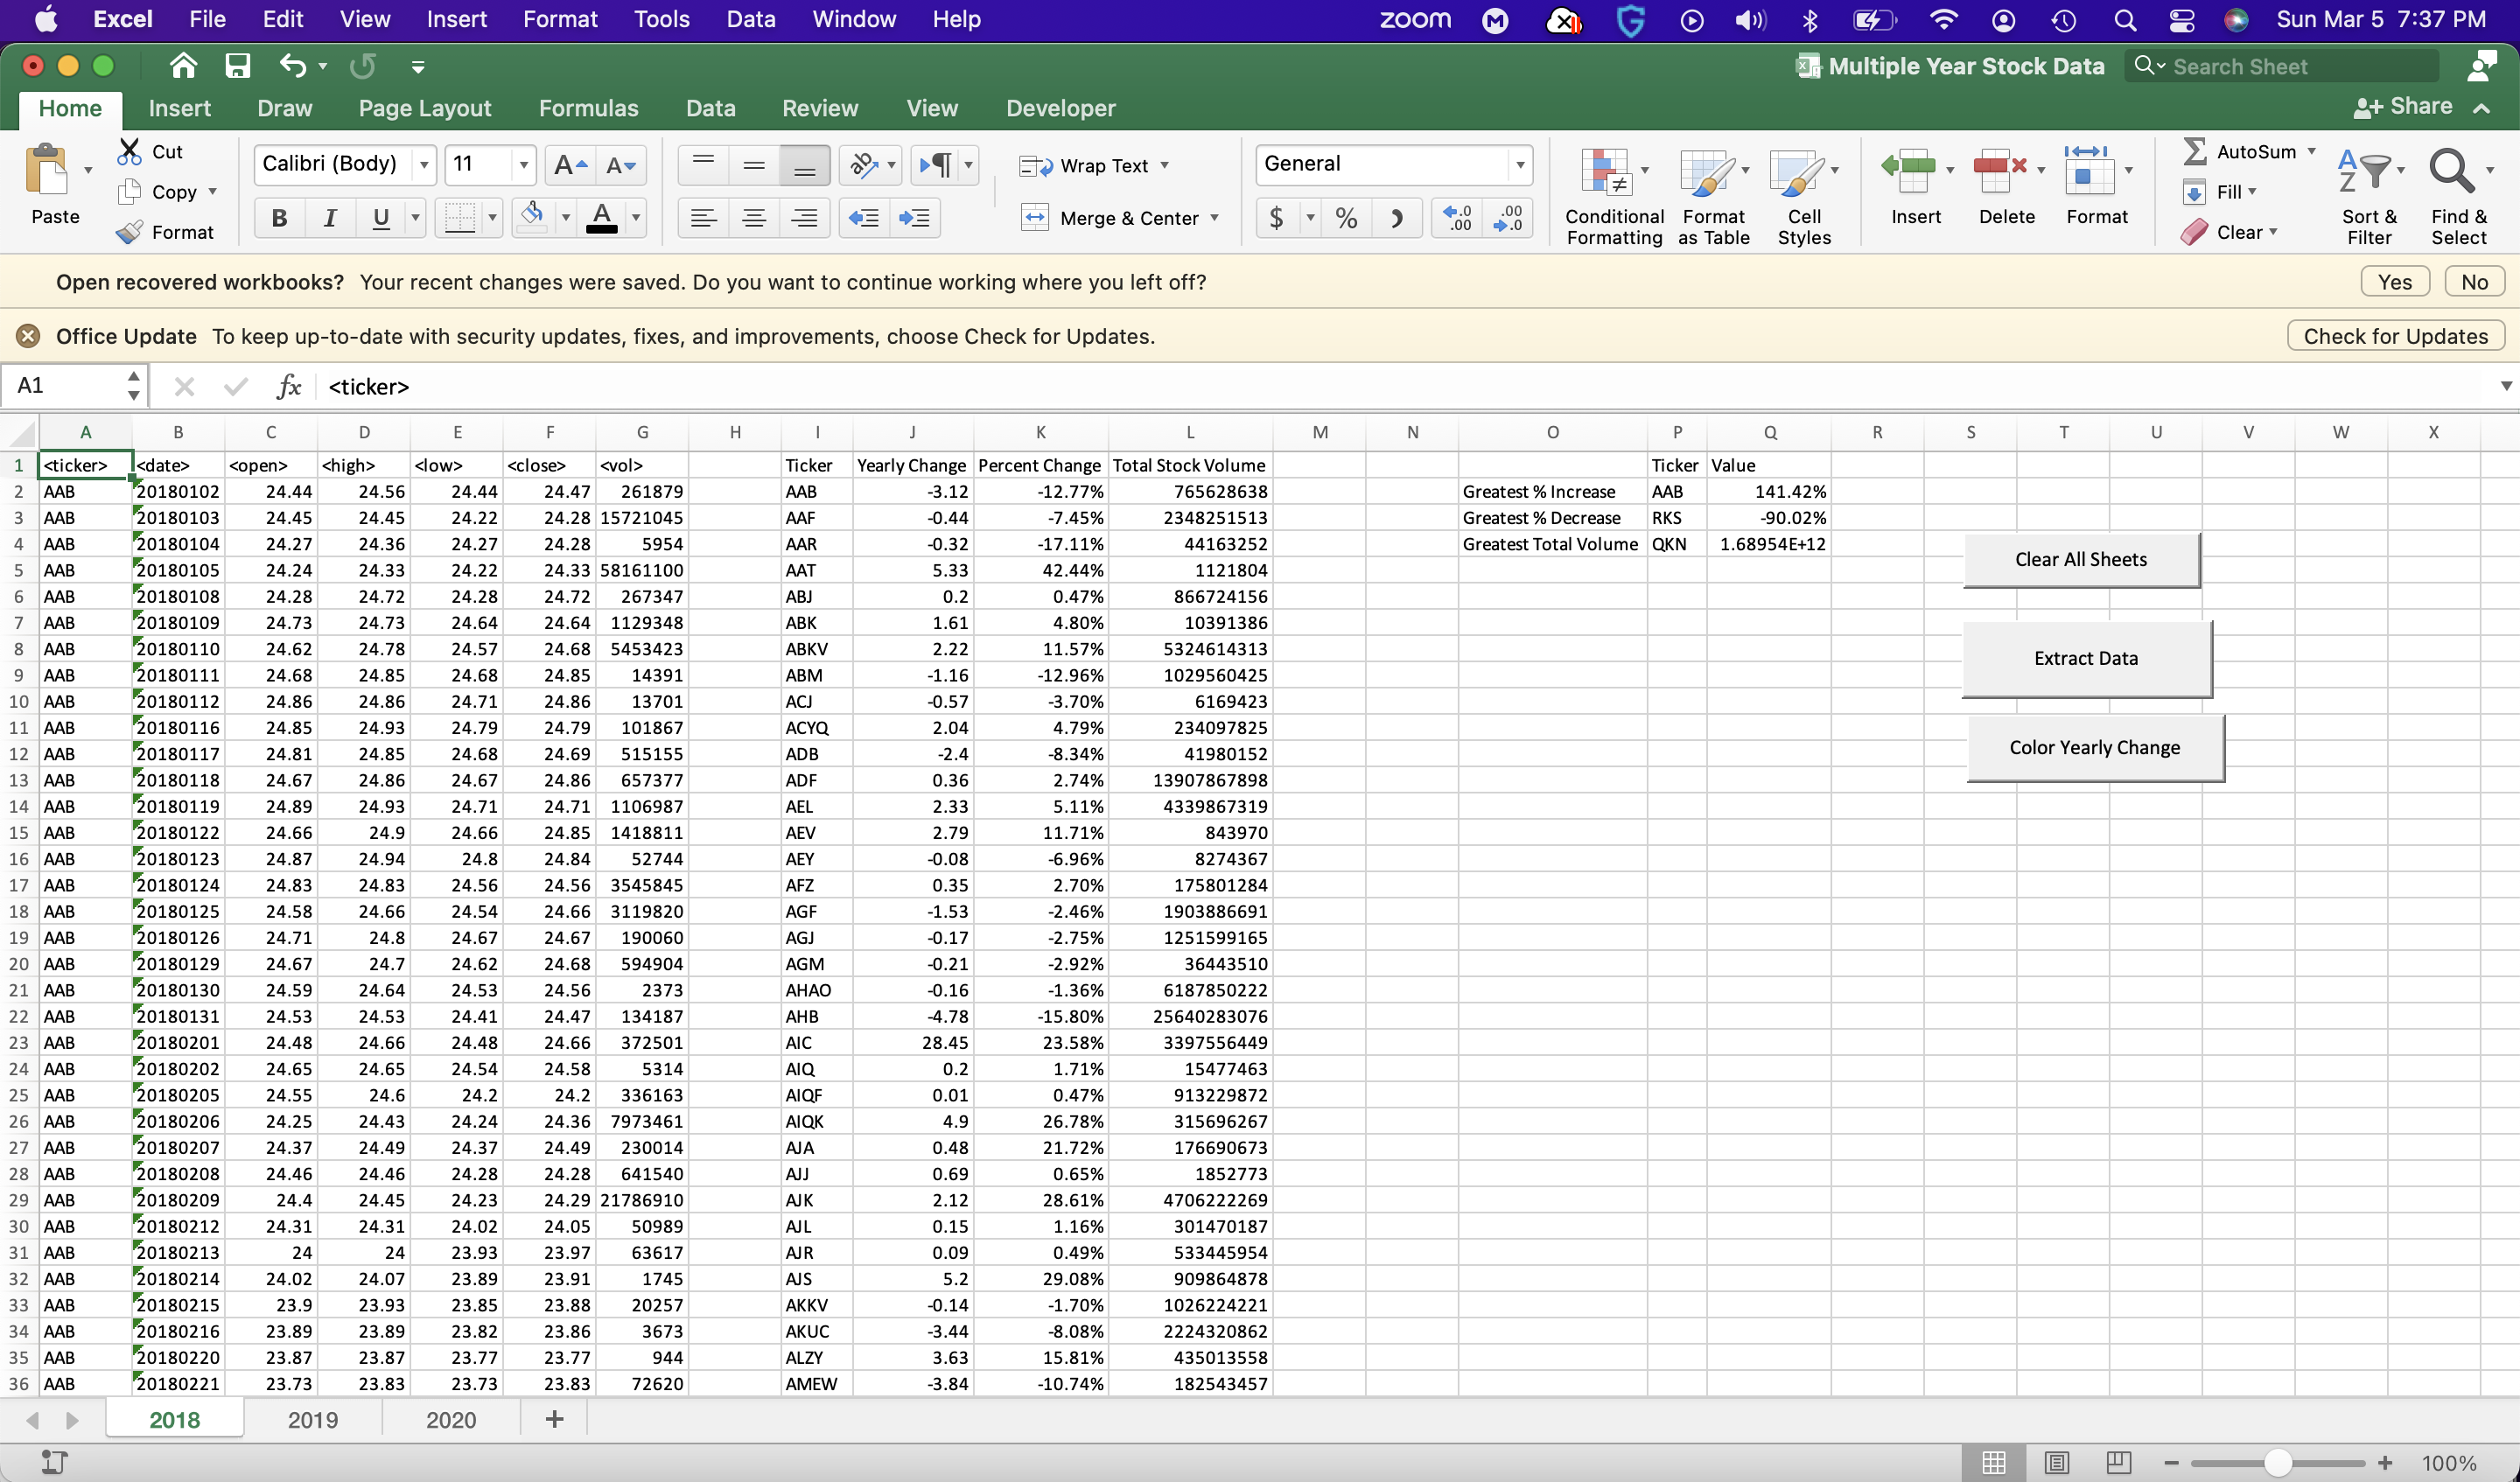 Excel File Edit View Insert Format Tools Data Window Help zoom Sun Mar 5 7:37 PM
Multiple Year Stock Data Search Sheet
Home Insert Draw Page Layout Formulas Data Review View Developer Share
Paste Cut Copy Format
Calibri (Body) 11 A A B I U A
Wrap Text Merge & Center
General $ % .0 .00 .00 .0
Conditional Formatting Format as Table Cell Styles
Insert Delete Format
AutoSum Fill Clear Sort & Filter Find & Select
Open recovered workbooks? Your recent changes were saved. Do you want to continue working where you left off? Yes No
Office Update To keep up-to-date with security updates, fixes, and improvements, choose Check for Updates. Check for Updates
A1 fx <ticker>
A B C D E F G H I J K L M N O P Q R S T U V W X
1 <ticker> <date> <open> <high> <low> <close> <vol> Ticker Yearly Change Percent Change Total Stock Volume Ticker Value
2 AAB 20180102 24.44 24.56 24.44 24.47 261879 AAB -3.12 -12.77% 765628638 Greatest % Increase AAB 141.42%
3 AAB 20180103 24.45 24.45 24.22 24.28 15721045 AAF -0.44 -7.45% 2348251513 Greatest % Decrease RKS -90.02%
4 AAB 20180104 24.27 24.36 24.27 24.28 5954 AAR -0.32 -17.11% 44163252 Greatest Total Volume QKN 1.68954E+12
5 AAB 20180105 24.24 24.33 24.22 24.33 58161100 AAT 5.33 42.44% 1121804 Clear All Sheets
6 AAB 20180108 24.28 24.72 24.28 24.72 267347 ABJ 0.2 0.47% 866724156
7 AAB 20180109 24.73 24.73 24.64 24.64 1129348 ABK 1.61 4.80% 10391386
8 AAB 20180110 24.62 24.78 24.57 24.68 5453423 ABKV 2.22 11.57% 5324614313 Extract Data
9 AAB 20180111 24.68 24.85 24.68 24.85 14391 ABM -1.16 -12.96% 1029560425
10 AAB 20180112 24.86 24.86 24.71 24.86 13701 ACJ -0.57 -3.70% 6169423
11 AAB 20180116 24.85 24.93 24.79 24.79 101867 ACYQ 2.04 4.79% 234097825
12 AAB 20180117 24.81 24.85 24.68 24.69 515155 ADB -2.4 -8.34% 41980152 Color Yearly Change
13 AAB 20180118 24.67 24.86 24.67 24.86 657377 ADF 0.36 2.74% 13907867898
14 AAB 20180119 24.89 24.93 24.71 24.71 1106987 AEL 2.33 5.11% 4339867319
15 AAB 20180122 24.66 24.9 24.66 24.85 1418811 AEV 2.79 11.71% 843970
16 AAB 20180123 24.87 24.94 24.8 24.84 52744 AEY -0.08 -6.96% 8274367
17 AAB 20180124 24.83 24.83 24.56 24.56 3545845 AFZ 0.35 2.70% 175801284
18 AAB 20180125 24.58 24.66 24.54 24.66 3119820 AGF -1.53 -2.46% 1903886691
19 AAB 20180126 24.71 24.8 24.67 24.67 190060 AGJ -0.17 -2.75% 1251599165
20 AAB 20180129 24.67 24.7 24.62 24.68 594904 AGM -0.21 -2.92% 36443510
21 AAB 20180130 24.59 24.64 24.53 24.56 2373 AHAO -0.16 -1.36% 6187850222
22 AAB 20180131 24.53 24.53 24.41 24.47 134187 AHB -4.78 -15.80% 25640283076
23 AAB 20180201 24.48 24.66 24.48 24.66 372501 AIC 28.45 23.58% 3397556449
24 AAB 20180202 24.65 24.65 24.54 24.58 5314 AIQ 0.2 1.71% 15477463
25 AAB 20180205 24.55 24.6 24.2 24.2 336163 AIQF 0.01 0.47% 913229872
26 AAB 20180206 24.25 24.43 24.24 24.36 7973461 AIQK 4.9 26.78% 315696267
27 AAB 20180207 24.37 24.49 24.37 24.49 230014 AJA 0.48 21.72% 176690673
28 AAB 20180208 24.46 24.46 24.28 24.28 641540 AJJ 0.69 0.65% 1852773
29 AAB 20180209 24.4 24.45 24.23 24.29 21786910 AJK 2.12 28.61% 4706222269
30 AAB 20180212 24.31 24.31 24.02 24.05 50989 AJL 0.15 1.16% 301470187
31 AAB 20180213 24 24 23.93 23.97 63617 AJR 0.09 0.49% 533445954
32 AAB 20180214 24.02 24.07 23.89 23.91 1745 AJS 5.2 29.08% 909864878
33 AAB 20180215 23.9 23.93 23.85 23.88 20257 AKKV -0.14 -1.70% 1026224221
34 AAB 20180216 23.89 23.89 23.82 23.86 3673 AKUC -3.44 -8.08% 2224320862
35 AAB 20180220 23.87 23.87 23.77 23.77 944 ALZY 3.63 15.81% 435013558
36 AAB 20180221 23.73 23.83 23.73 23.83 72620 AMEW -3.84 -10.74% 182543457
2018 2019 2020 +
100%